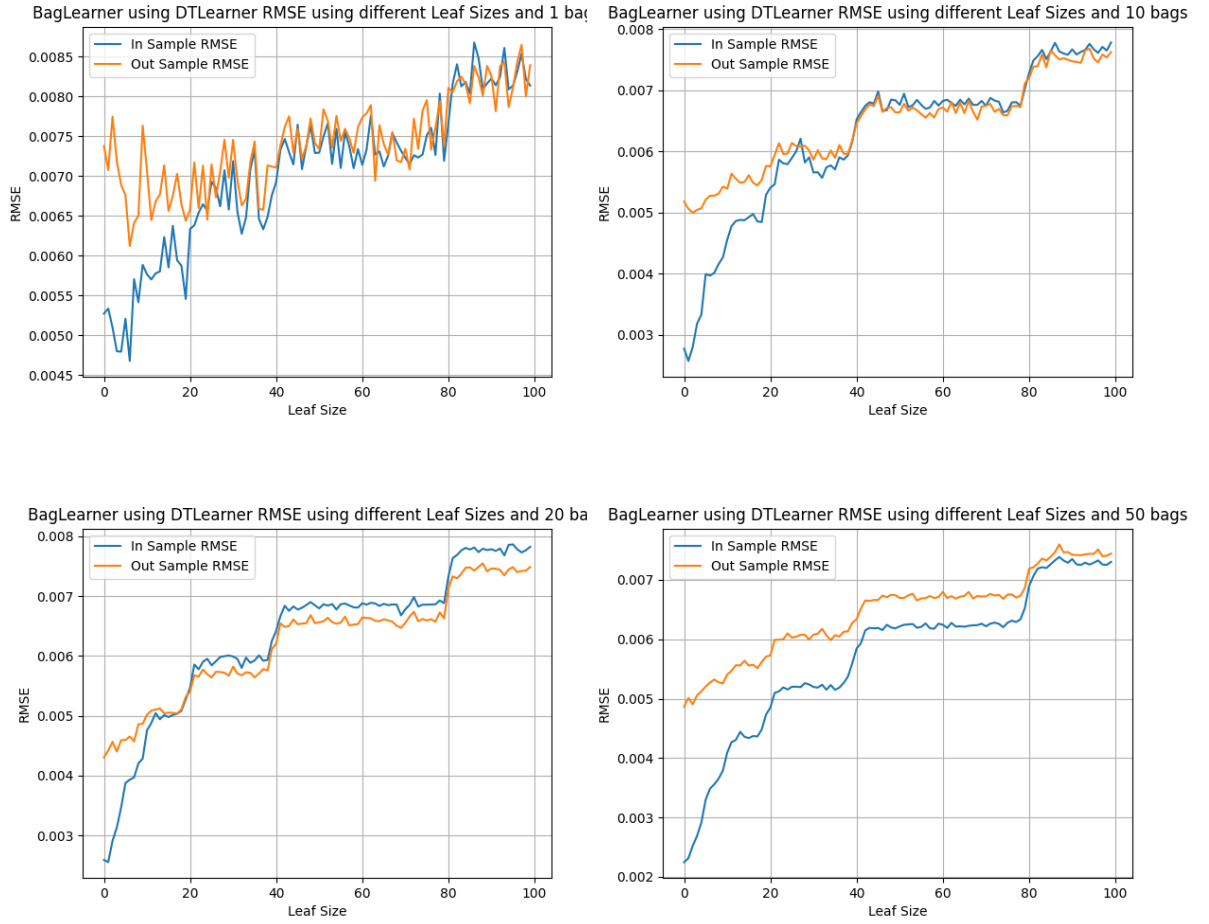 BagLearner using DTLearner RMSE using different Leaf Sizes and 1 bag
In Sample RMSE
Out Sample RMSE
0.0085
0.0080
0.0075
0.0070
0.0065
0.0060
0.0055
0.0050
0.0045
RMSE
0 20 40 60 80 100
Leaf Size
BagLearner using DTLearner RMSE using different Leaf Sizes and 10 bags
In Sample RMSE
Out Sample RMSE
0.008
0.007
0.006
0.005
0.004
0.003
RMSE
0 20 40 60 80 100
Leaf Size
BagLearner using DTLearner RMSE using different Leaf Sizes and 20 ba
In Sample RMSE
Out Sample RMSE
0.008
0.007
0.006
0.005
0.004
0.003
RMSE
0 20 40 60 80 100
Leaf Size
BagLearner using DTLearner RMSE using different Leaf Sizes and 50 bags
In Sample RMSE
Out Sample RMSE
0.007
0.006
0.005
0.004
0.003
0.002
RMSE
0 20 40 60 80 100
Leaf Size